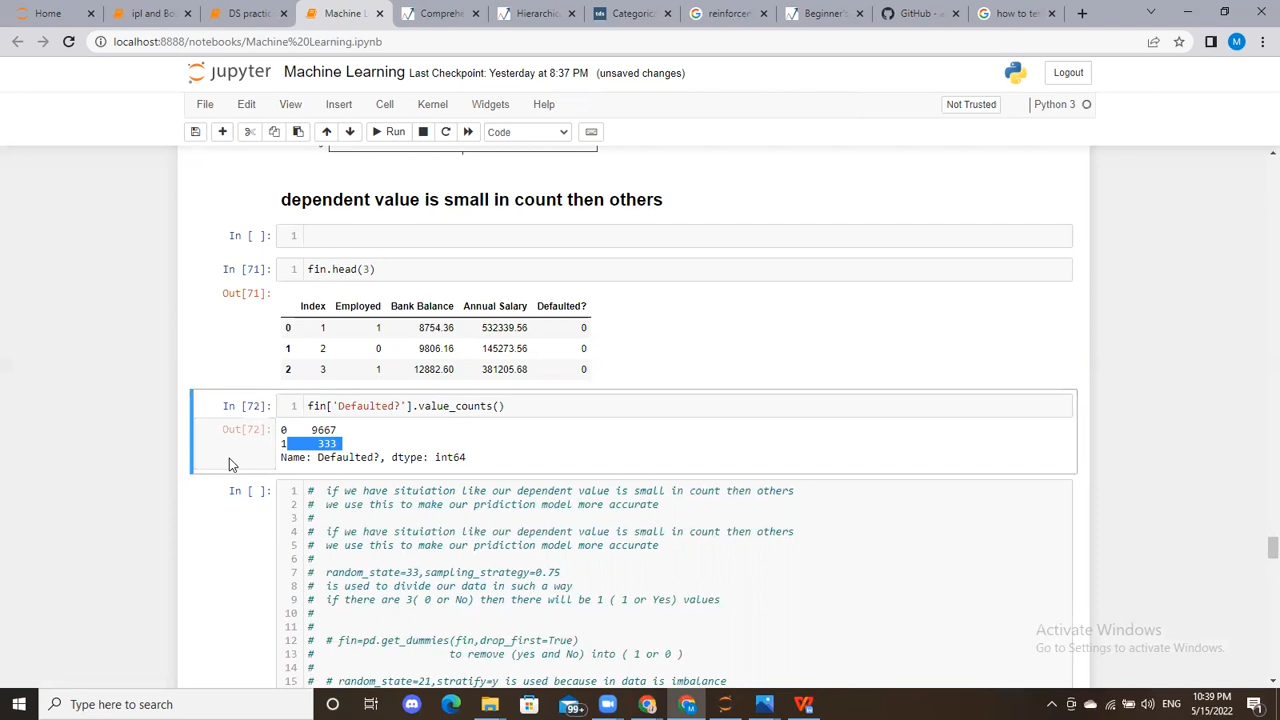 Home
ipl and Bo
DS practic
Machine L
Compreh
Hierarchi
Categorica
reinforcem
Beginner's
GitHub - a
how to te
localhost:8888/notebooks/Machine%20Learning.ipynb
M
jupyter Machine Learning Last Checkpoint: Yesterday at 8:37 PM (unsaved changes)
Logout
File Edit View Insert Cell Kernel Widgets Help
Not Trusted
Python 3
Run
Code
dependent value is small in count then others
In [ ]: 1
In [71]: 1 fin.head(3)
Out[71]:
Index Employed Bank Balance Annual Salary Defaulted?
0 1 1 8754.36 532339.56 0
1 2 0 9806.16 145273.56 0
2 3 1 12882.60 381205.68 0
In [72]: 1 fin['Defaulted?'].value_counts()
Out[72]: 0 9667
1 333
Name: Defaulted?, dtype: int64
In [ ]: 1 # if we have situiation like our dependent value is small in count then others
2 # we use this to make our pridiction model more accurate
3 #
4 # if we have situiation like our dependent value is small in count then others
5 # we use this to make our pridiction model more accurate
6 #
7 # random_state=33,sampling_strategy=0.75
8 # is used to divide our data in such a way
9 # if there are 3( 0 or No) then there will be 1 ( 1 or Yes) values
10 #
11 #
12 # # fin=pd.get_dummies(fin,drop_first=True)
13 # to remove (yes and No) into ( 1 or 0 )
14 #
15 # # random_state=21,stratify=y is used because in data is imbalance
Activate Windows
Go to Settings to activate Windows.
Type here to search
99+
ENG
10:39 PM
5/15/2022